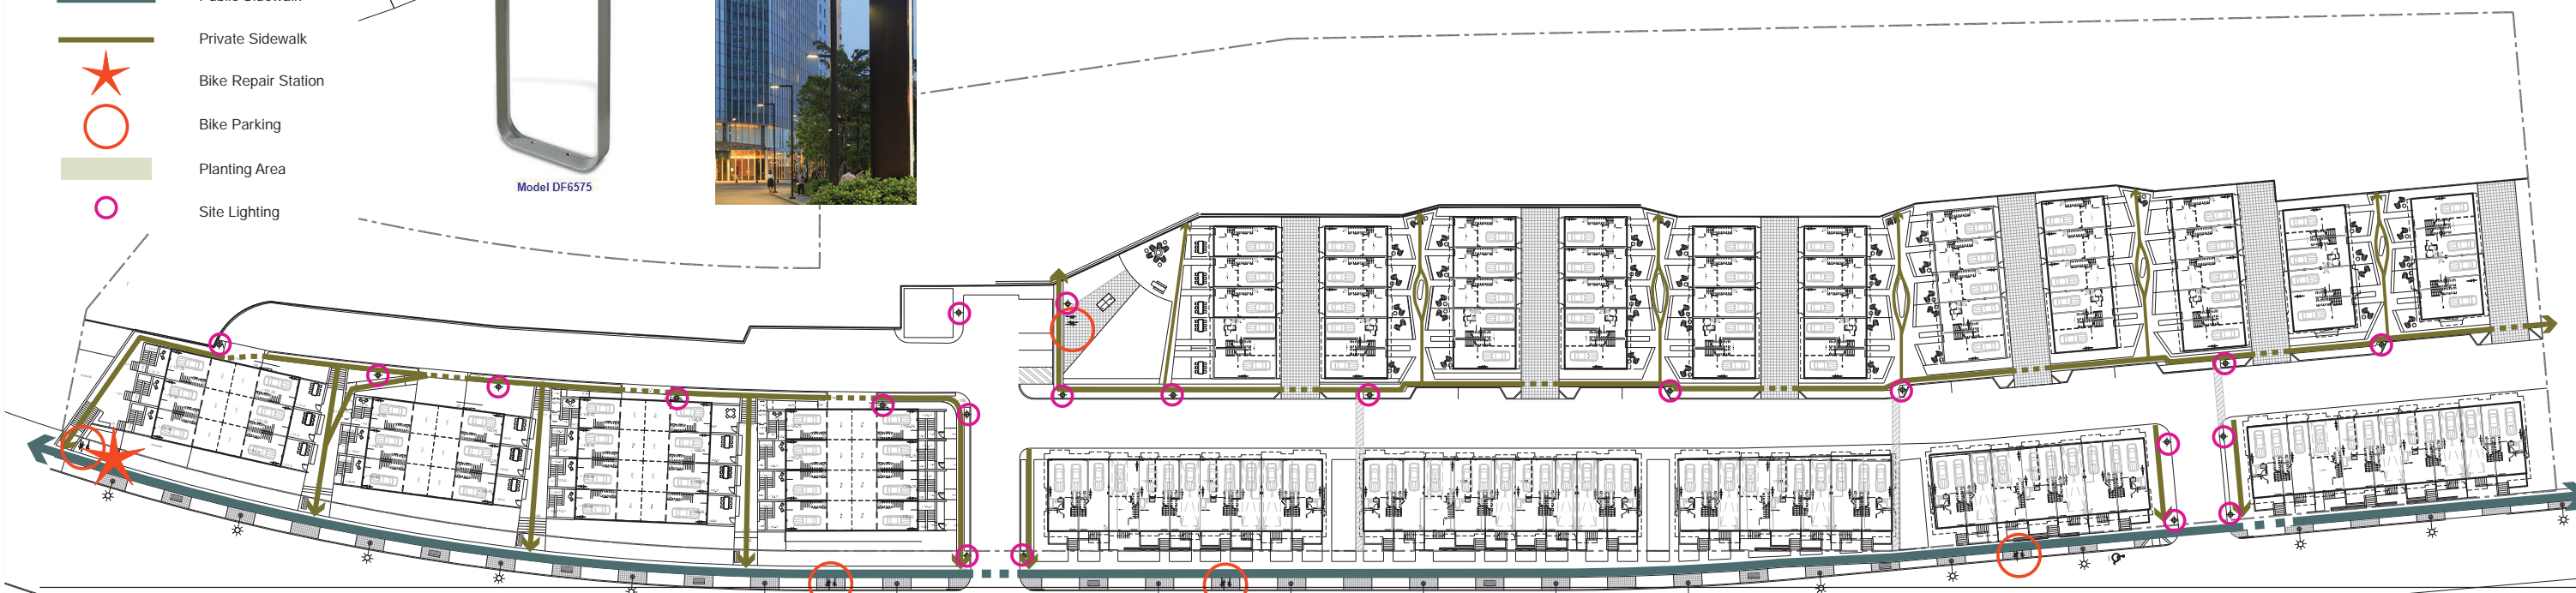 Private Sidewalk
Bike Repair Station
Bike Parking
Planting Area
Site Lighting
Model DF6575